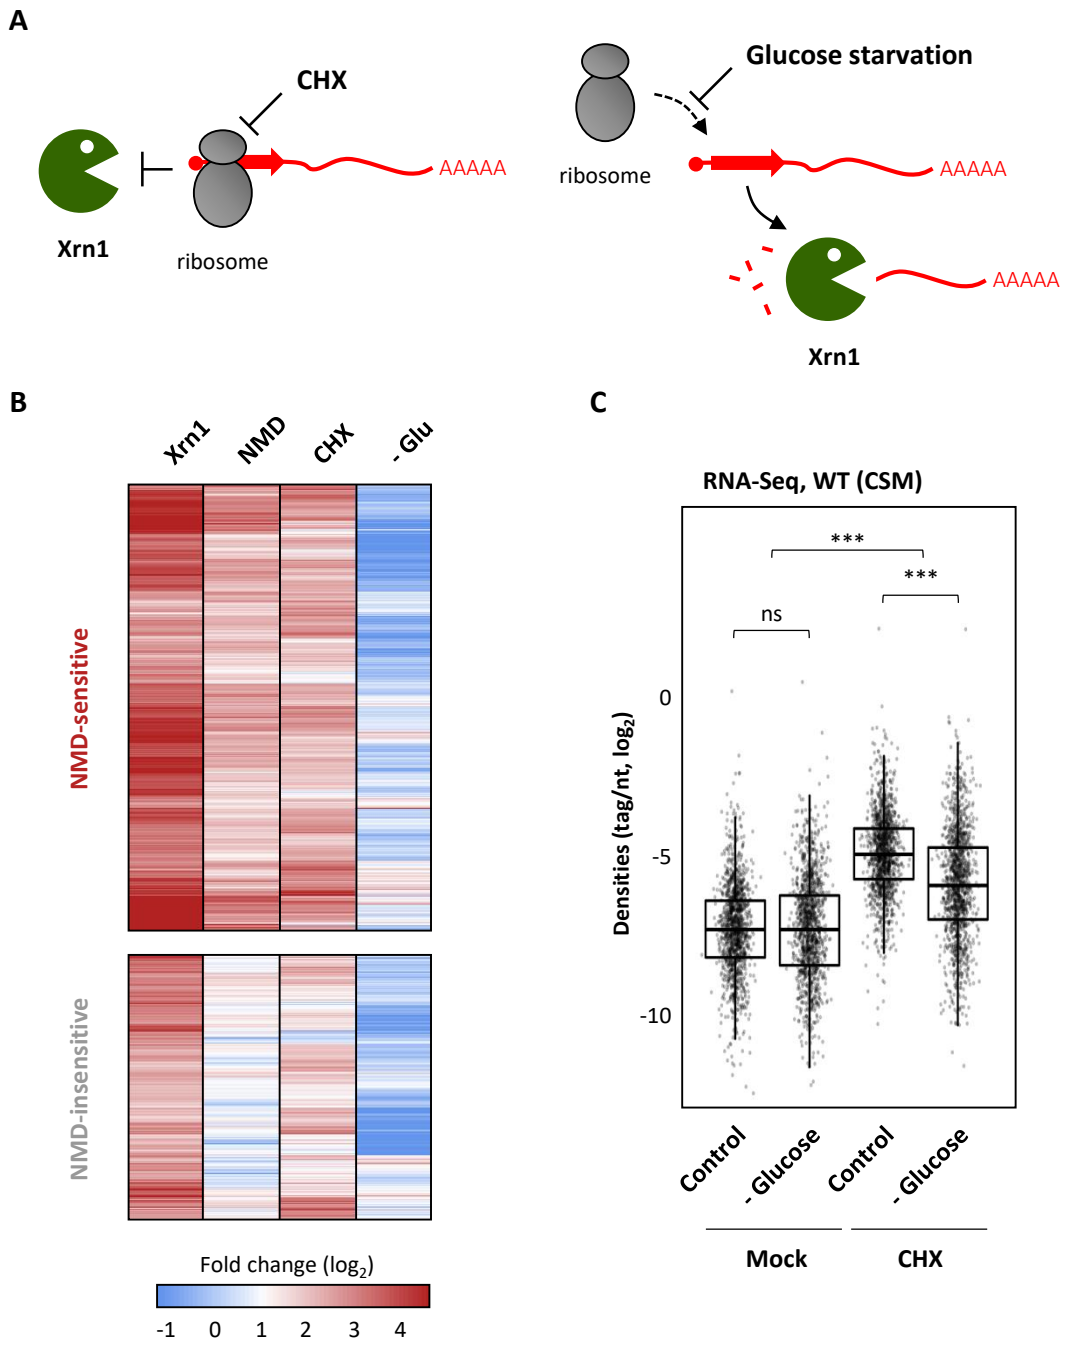 A
CHX
Xrn1
ribosome
AAAAA
Glucose starvation
ribosome
AAAAA
AAAAA
Xrn1
B
Xrn1
NMD
CHX
- Glu
NMD-sensitive
NMD-insensitive
Fold change (log2)
-1 0 1 2 3 4
C
RNA-Seq, WT (CSM)
***
***
ns
Densities (tag/nt, log2)
0
-5
-10
Control
- Glucose
Control
- Glucose
Mock
CHX